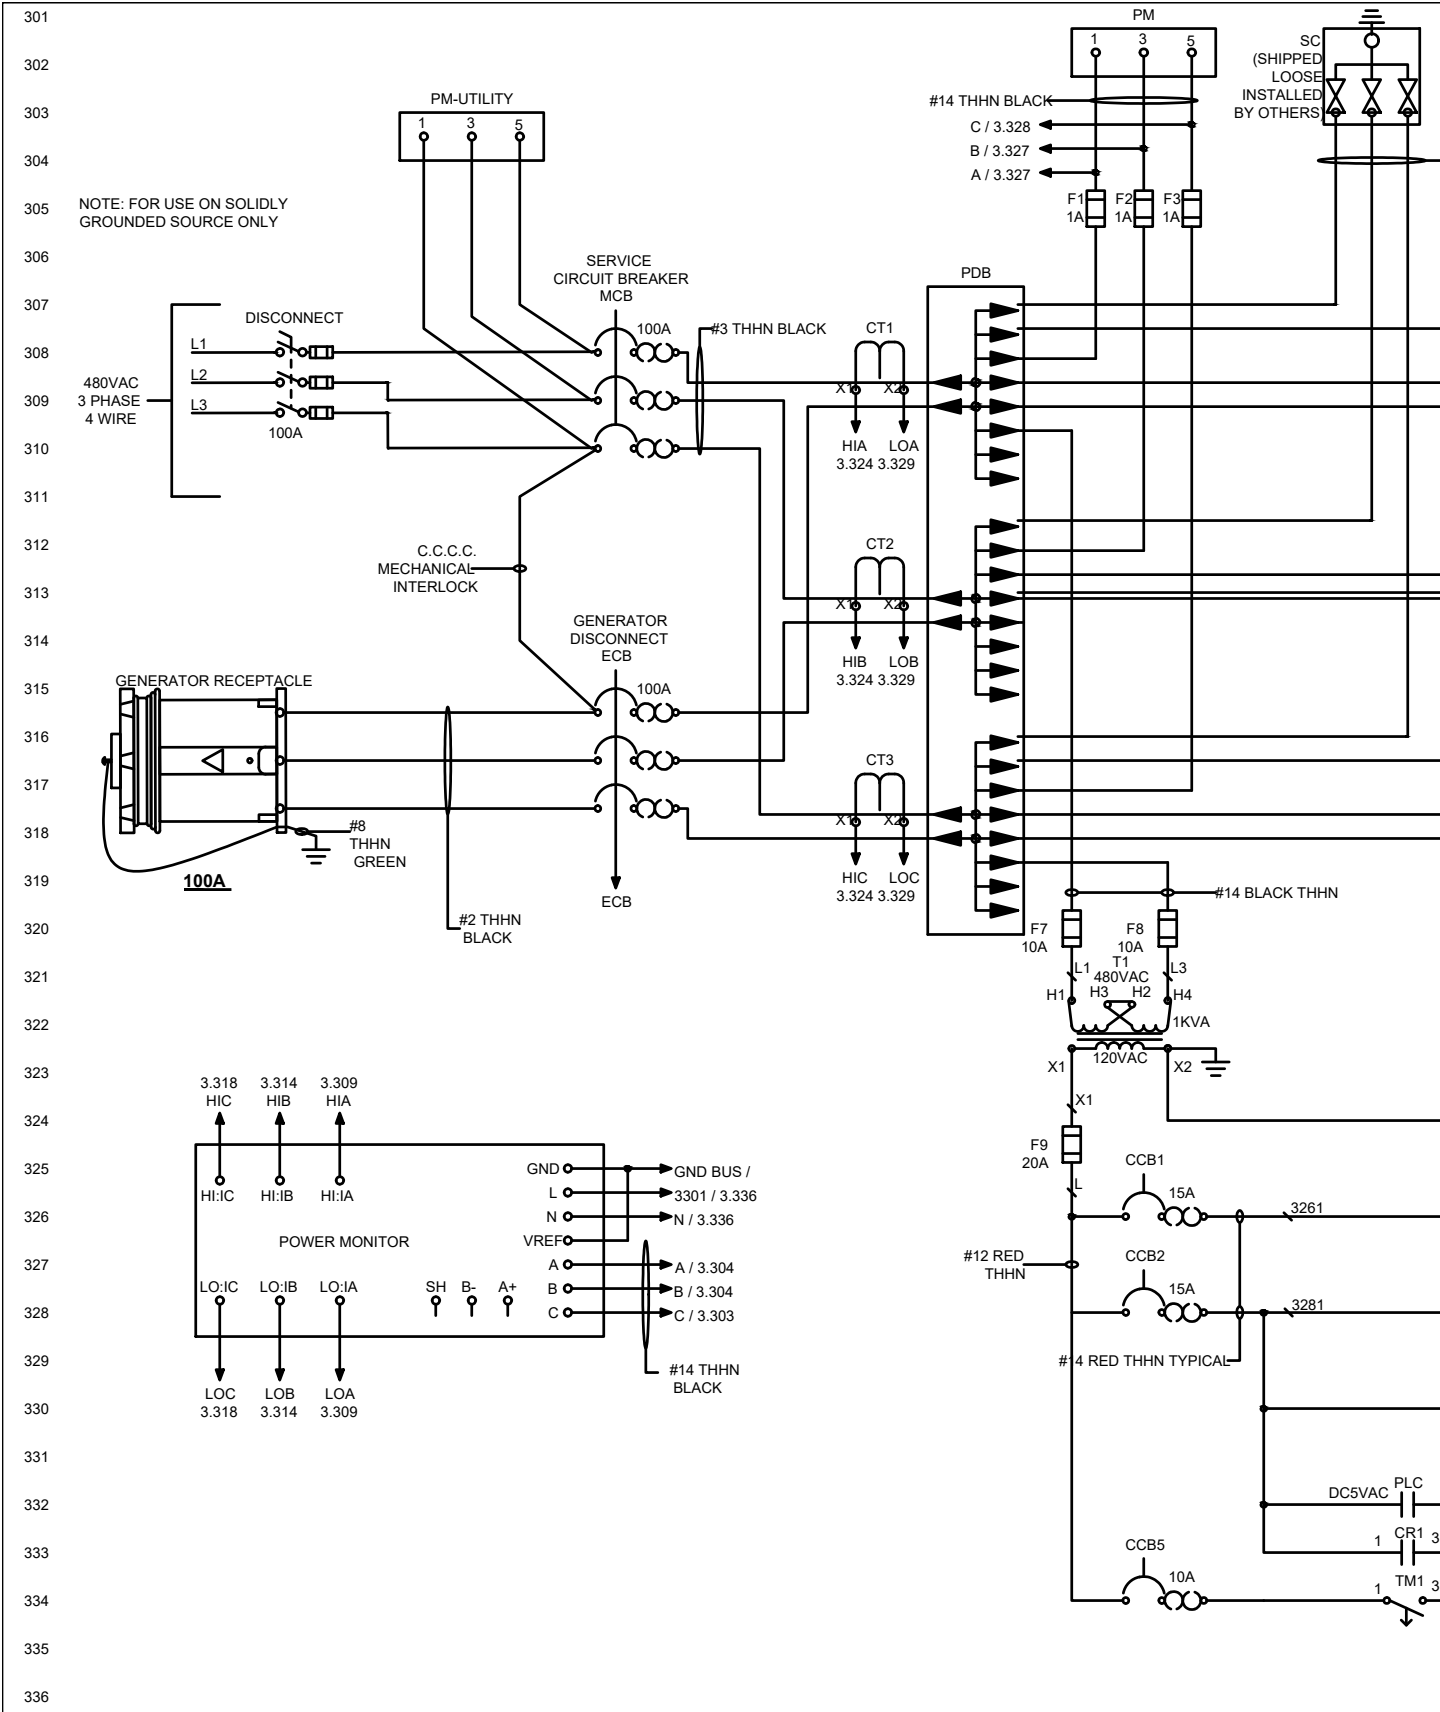 301
PM
302
1 3 5
SC
(SHIPPED
LOOSE
INSTALLED
BY OTHERS)
303
PM-UTILITY
1 3 5
#14 THHN BLACK
C / 3.328
304
B / 3.327
A / 3.327
305
NOTE: FOR USE ON SOLIDLY
GROUNDED SOURCE ONLY
F1
1A
F2
1A
F3
1A
306
SERVICE
CIRCUIT BREAKER
MCB
PDB
307
DISCONNECT
100A
#3 THHN BLACK
CT1
308
L1
480VAC
3 PHASE
4 WIRE
L2
309
L3
100A
X1 X2
310
HIA LOA
3.324 3.329
311
312
C.C.C.C.
MECHANICAL
INTERLOCK
CT2
313
X1 X2
314
GENERATOR
DISCONNECT
ECB
HIB LOB
3.324 3.329
315
GENERATOR RECEPTACLE
100A
316
CT3
317
X1 X2
318
#8
THHN
GREEN
HIC LOC
3.324 3.329
319
100A
ECB
#14 BLACK THHN
320
#2 THHN
BLACK
F7
10A
F8
10A
321
T1
480VAC
L1 L3
H1 H3 H2 H4
322
1KVA
323
X1 120VAC X2
3.318 3.314 3.309
HIC HIB HIA
324
X1
F9
20A
325
GND
GND BUS /
CCB1
HI:IC HI:IB HI:IA
L
3301 / 3.336
L
15A
3261
326
N
N / 3.336
POWER MONITOR
VREF
327
A
A / 3.304
#12 RED
THHN
CCB2
LO:IC LO:IB LO:IA
SH B- A+
B
B / 3.304
15A
3281
328
C
C / 3.303
329
#14 THHN
BLACK
#14 RED THHN TYPICAL
LOC LOB LOA
3.318 3.314 3.309
330
331
332
DC5VAC PLC
333
CCB5
1 CR1 3
334
10A
1 TM1 3
335
336